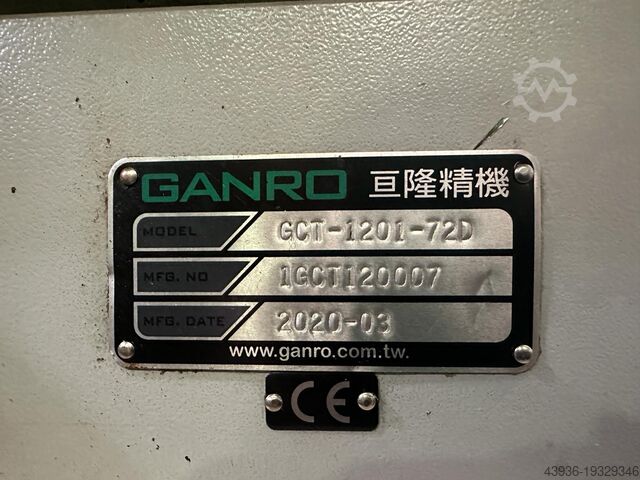 GANRO 亘隆精機
MODEL GCT-1201-72D
MFG. NO 1GCT120007
MFG. DATE 2020-03
www.ganro.com.tw.
CE
43936-19329346